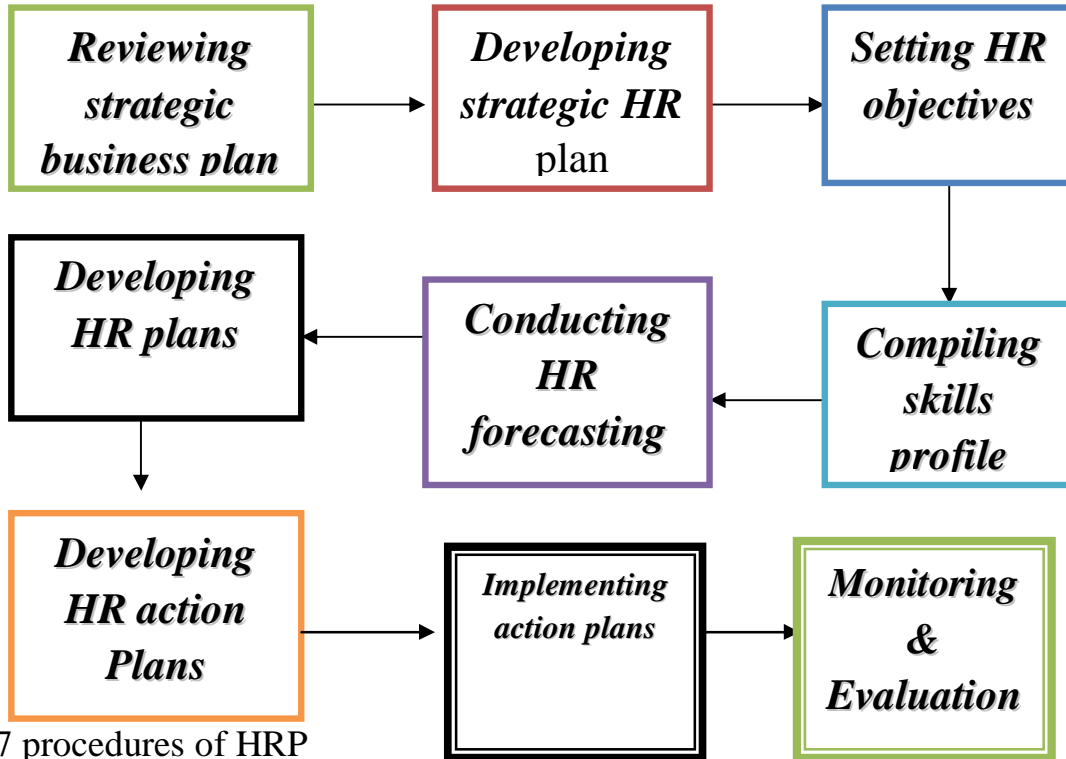 Reviewing
strategic
business plan
Developing
strategic HR
plan
Setting HR
objectives
Compiling
skills
profile
Conducting
HR
forecasting
Developing
HR plans
Developing
HR action
Plans
Implementing
action plans
Monitoring
&
Evaluation
7 procedures of HRP